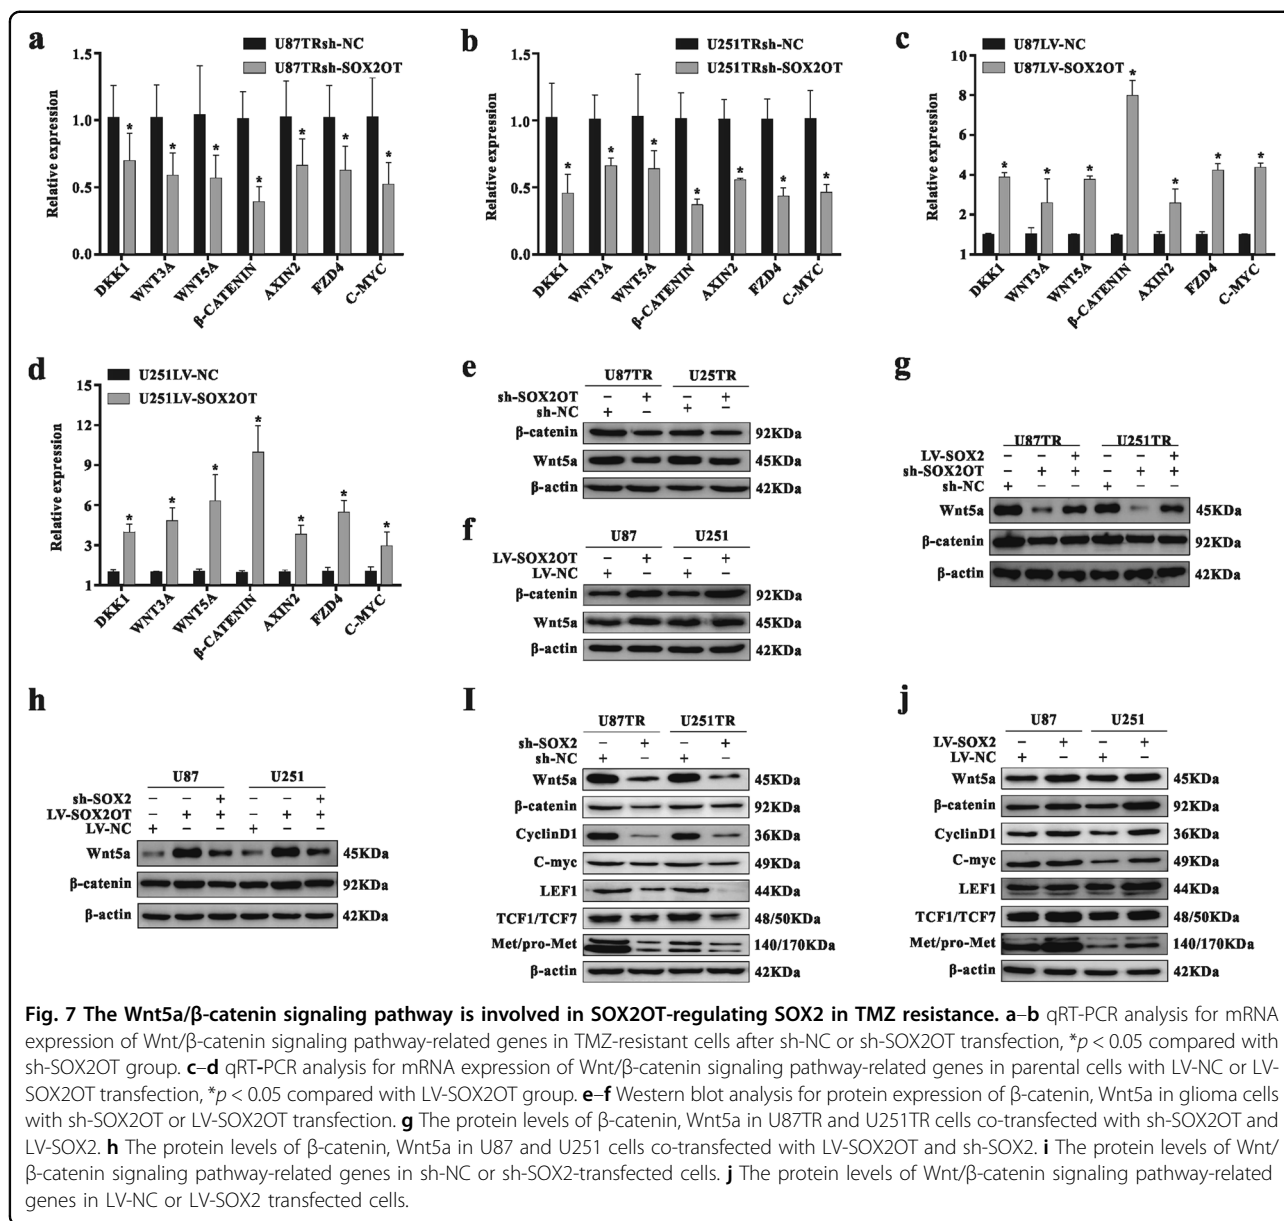 a
U87TRsh-NC
U87TRsh-SOX2OT
Relative expression
1.5
1.0
0.5
0.0
* * * * * * *
DKK1 WNT3A WNT5A β-CATENIN AXIN2 FZD4 C-MYC
b
U251TRsh-NC
U251TRsh-SOX2OT
Relative expression
1.5
1.0
0.5
0.0
* * * * * * *
DKK1 WNT3A WNT5A β-CATENIN AXIN2 FZD4 C-MYC
c
U87LV-NC
U87LV-SOX2OT
Relative expression
10
8
6
4
2
1
* * * * * * *
DKK1 WNT3A WNT5A β-CATENIN AXIN2 FZD4 C-MYC
d
U251LV-NC
U251LV-SOX2OT
Relative expression
15
12
9
6
3
1
* * * * * * *
DKK1 WNT3A WNT5A β-CATENIN AXIN2 FZD4 C-MYC
e
U87TR U25TR
sh-SOX2OT − + − +
sh-NC + − + −
β-catenin 92KDa
Wnt5a 45KDa
β-actin 42KDa
f
U87 U251
LV-SOX2OT − + − +
LV-NC + − + −
β-catenin 92KDa
Wnt5a 45KDa
β-actin 42KDa
g
U87TR U251TR
LV-SOX2 − − + − − +
sh-SOX2OT − + + − + +
sh-NC + − − + − −
Wnt5a 45KDa
β-catenin 92KDa
β-actin 42KDa
h
U87 U251
sh-SOX2 − − + − − +
LV-SOX2OT − + + − + +
LV-NC + − − + − −
Wnt5a 45KDa
β-catenin 92KDa
β-actin 42KDa
I
U87TR U251TR
sh-SOX2 − + − +
sh-NC + − + −
Wnt5a 45KDa
β-catenin 92KDa
CyclinD1 36KDa
C-myc 49KDa
LEF1 44KDa
TCF1/TCF7 48/50KDa
Met/pro-Met 140/170KDa
β-actin 42KDa
j
U87 U251
LV-SOX2 − + − +
LV-NC + − + −
Wnt5a 45KDa
β-catenin 92KDa
CyclinD1 36KDa
C-myc 49KDa
LEF1 44KDa
TCF1/TCF7 48/50KDa
Met/pro-Met 140/170KDa
β-actin 42KDa
Fig. 7 The Wnt5a/β-catenin signaling pathway is involved in SOX2OT-regulating SOX2 in TMZ resistance. a–b qRT-PCR analysis for mRNA
expression of Wnt/β-catenin signaling pathway-related genes in TMZ-resistant cells after sh-NC or sh-SOX2OT transfection, *p < 0.05 compared with
sh-SOX2OT group. c–d qRT-PCR analysis for mRNA expression of Wnt/β-catenin signaling pathway-related genes in parental cells with LV-NC or LV-
SOX2OT transfection, *p < 0.05 compared with LV-SOX2OT group. e–f Western blot analysis for protein expression of β-catenin, Wnt5a in glioma cells
with sh-SOX2OT or LV-SOX2OT transfection. g The protein levels of β-catenin, Wnt5a in U87TR and U251TR cells co-transfected with sh-SOX2OT and
LV-SOX2. h The protein levels of β-catenin, Wnt5a in U87 and U251 cells co-transfected with LV-SOX2OT and sh-SOX2. i The protein levels of Wnt/
β-catenin signaling pathway-related genes in sh-NC or sh-SOX2-transfected cells. j The protein levels of Wnt/β-catenin signaling pathway-related
genes in LV-NC or LV-SOX2 transfected cells.